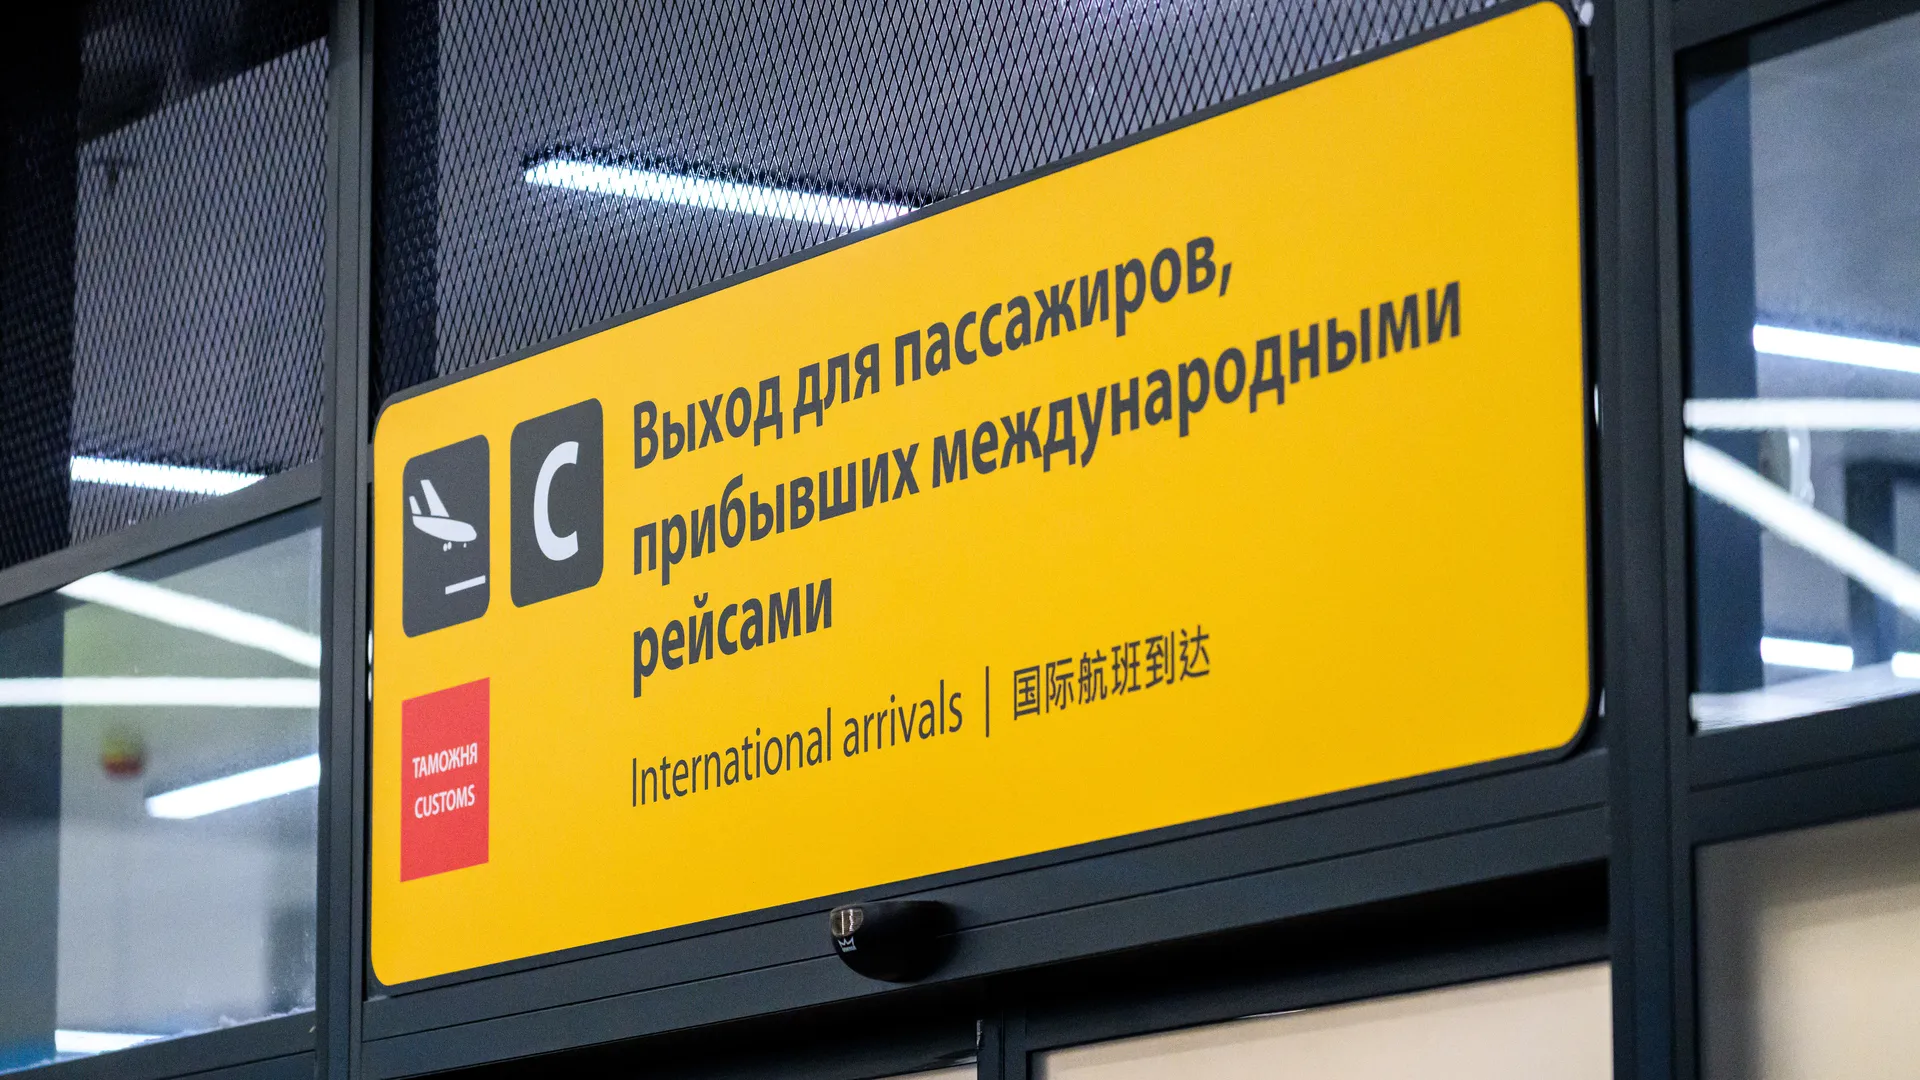 C
Выход для пассажиров,
прибывших международными
рейсами
International arrivals | 国际航班到达
ТАМОЖНЯ
CUSTOMS